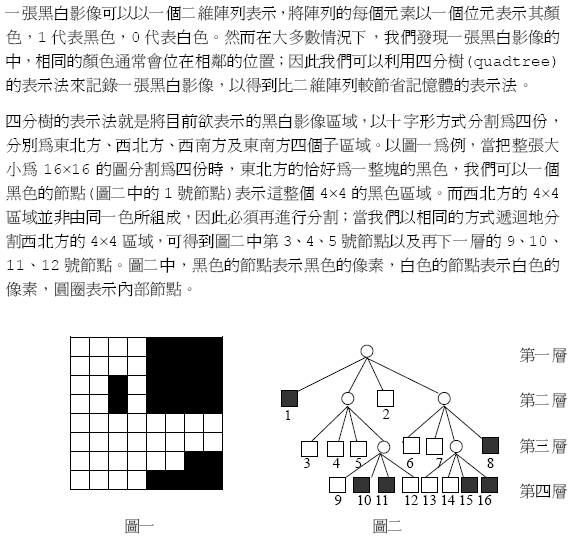 一張黑白影像可以以一個二維陣列表示，將陣列的每個元素以一個位元表示其顏
色，1 代表黑色，0 代表白色。然而在大多數情況下，我們發現一張黑白影像的
中，相同的顏色通常會位在相鄰的位置；因此我們可以利用四分樹(quadtree)
的表示法來記錄一張黑白影像，以得到比二維陣列較節省記憶體的表示法。
四分樹的表示法就是將目前欲表示的黑白影像區域，以十字形方式分割為四份，
分別為東北方、西北方、西南方及東南方四個子區域。以圖一為例，當把整張大
小為 16×16 的圖分割為四份時，東北方的恰好為一整塊的黑色，我們可以一個
黑色的節點(圖二中的 1 號節點)表示這整個 4×4 的黑色區域。而西北方的 4×4
區域並非由同一色所組成，因此必須再進行分割；當我們以相同的方式遞迴地分
割西北方的 4×4 區域，可得到圖二中第 3、4、5 號節點以及再下一層的 9、10、
11、12 號節點。圖二中，黑色的節點表示黑色的像素，白色的節點表示白色的
像素，圓圈表示內部節點。
第一層
1 2 第二層
3 4 5 6 7 8 第三層
9 10 11 12 13 14 15 16 第四層
圖一 圖二